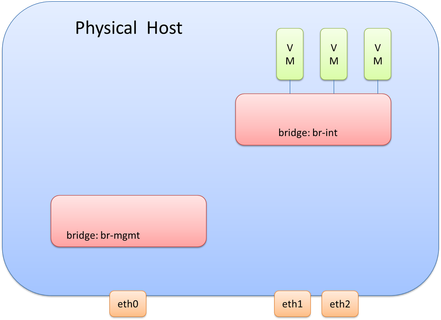 Physical Host
V
M
V
M
V
M
bridge: br-int
bridge: br-mgmt
eth0
eth1
eth2